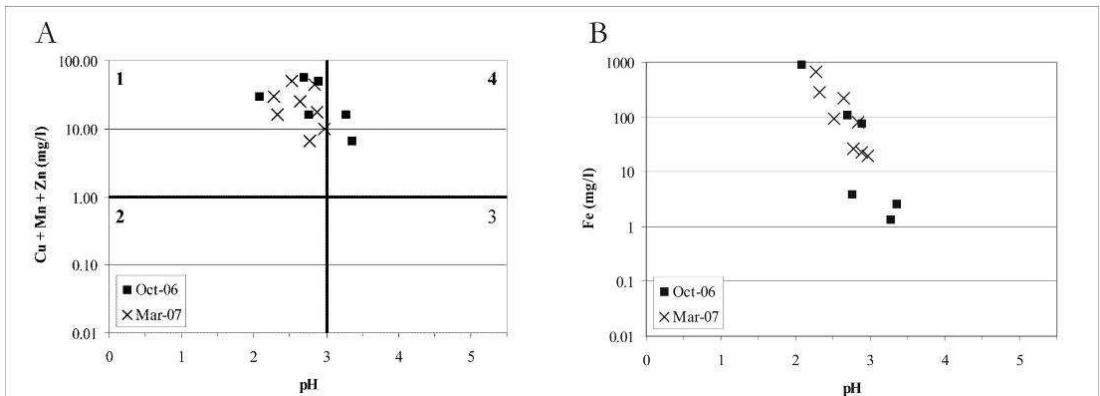 A
Cu + Mn + Zn (mg/l)
100.00
10.00
1.00
0.10
0.01
1
4
2
3
Oct-06
Mar-07
0 1 2 3 4 5
pH
B
Fe (mg/l)
1000
100
10
1
0.1
0.01
Oct-06
Mar-07
0 1 2 3 4 5
pH